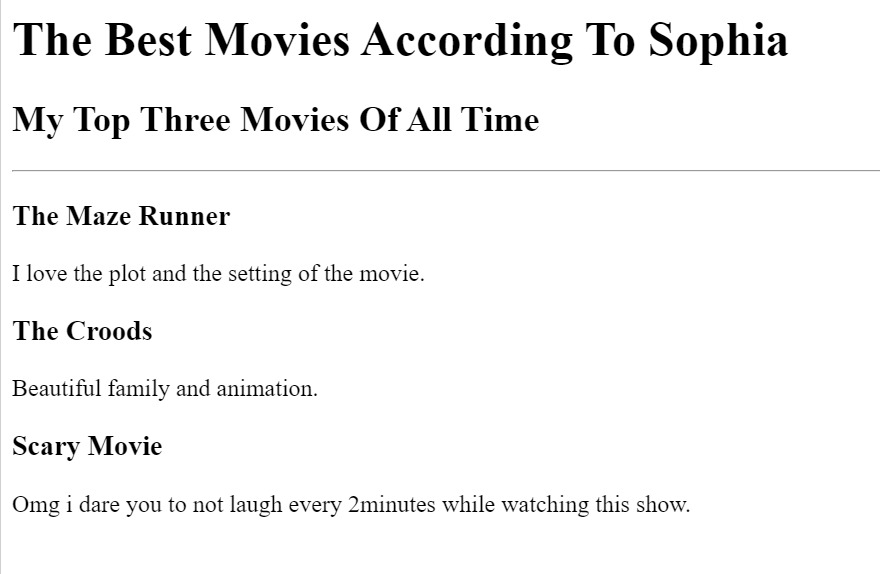 The Best Movies According To Sophia
My Top Three Movies Of All Time
The Maze Runner
I love the plot and the setting of the movie.
The Croods
Beautiful family and animation.
Scary Movie
Omg i dare you to not laugh every 2minutes while watching this show.